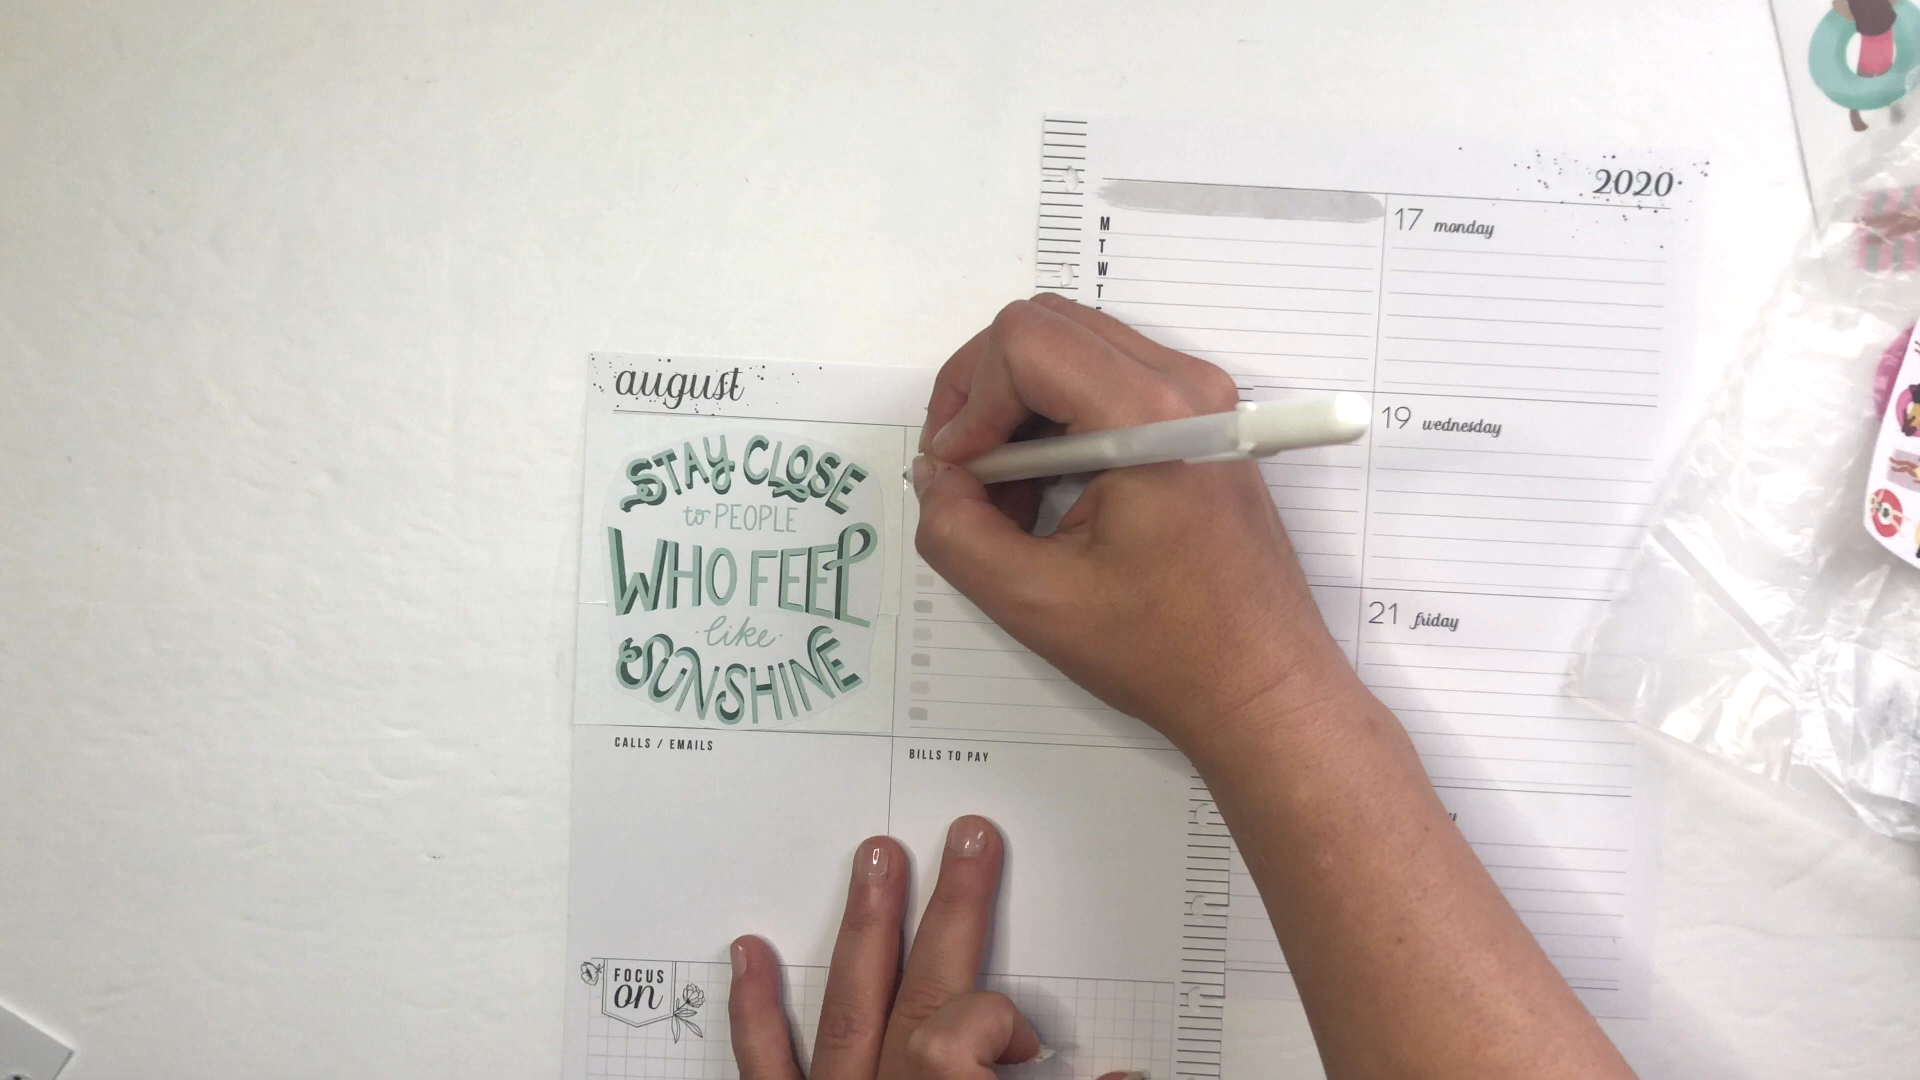 2020
M
T
W
T
17 monday
19 wednesday
21 friday
august
STAY CLOSE
to PEOPLE
WHO FEEL
like
SUNSHINE
CALLS / EMAILS
BILLS TO PAY
FOCUS
on